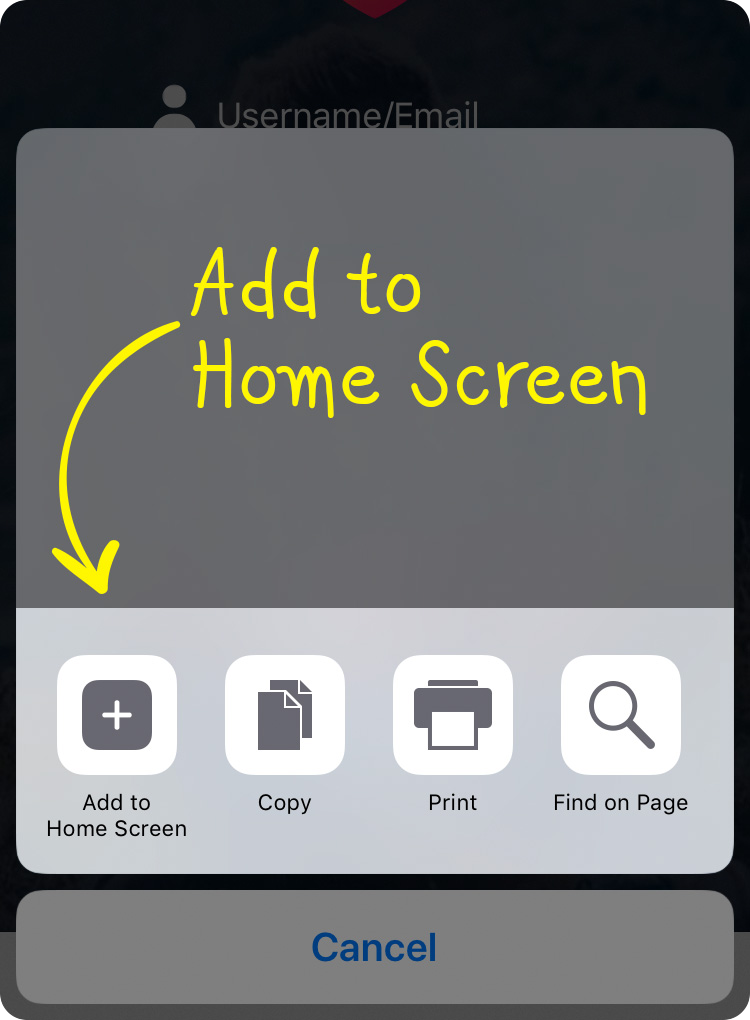 Username/Email
Add to
Home Screen
Add to
Home Screen
Copy
Print
Find on Page
Cancel